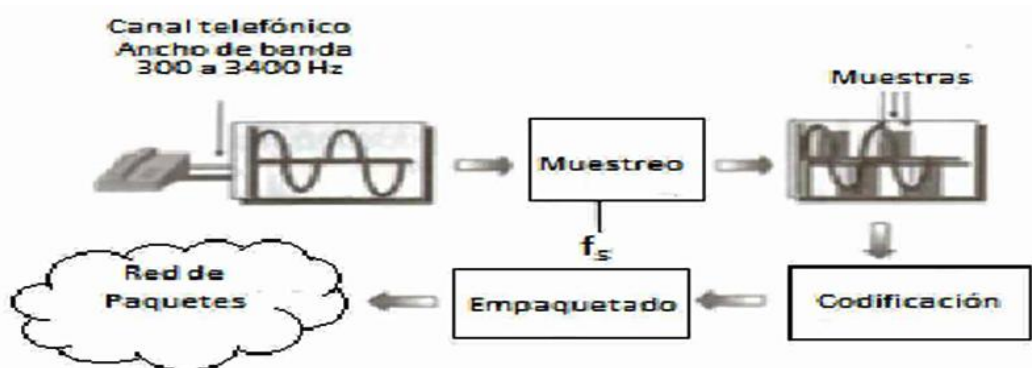 Canal telefónico
Ancho de banda
300 a 3400 Hz
Muestras
Muestreo
fs
Red de
Paquetes
Empaquetado
Codificación